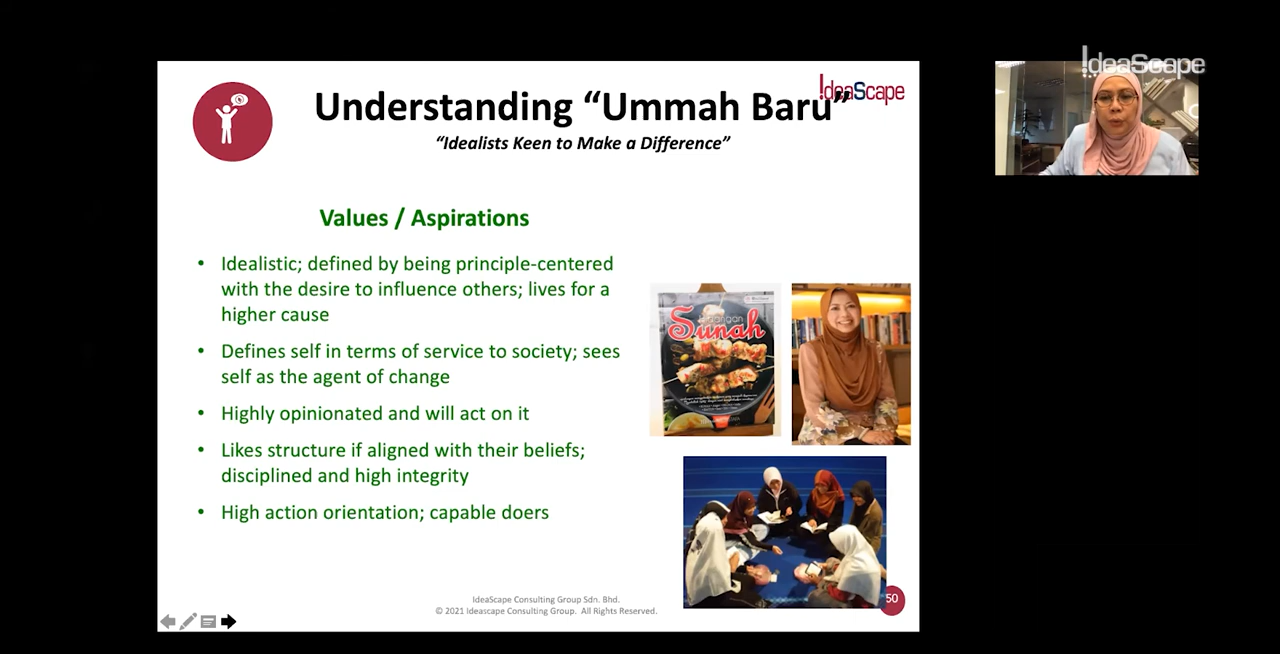 !deaScape
!deaScape
Understanding “Ummah Baru”
“Idealists Keen to Make a Difference”
Values / Aspirations
• Idealistic; defined by being principle-centered
with the desire to influence others; lives for a
higher cause
• Defines self in terms of service to society; sees
self as the agent of change
• Highly opinionated and will act on it
• Likes structure if aligned with their beliefs;
disciplined and high integrity
• High action orientation; capable doers
Sunah
50
IdeaScape Consulting Group Sdn. Bhd.
© 2021 Ideascape Consulting Group. All Rights Reserved.